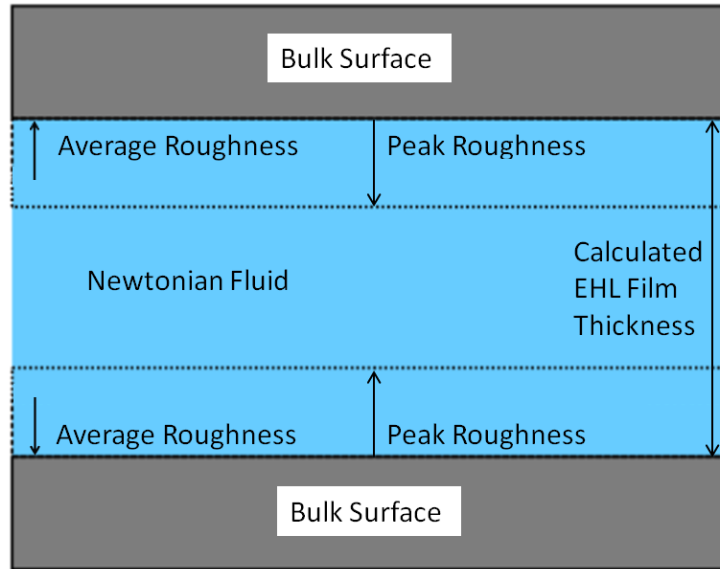 Bulk Surface
Average Roughness
Peak Roughness
Newtonian Fluid
Calculated
EHL Film
Thickness
Average Roughness
Peak Roughness
Bulk Surface